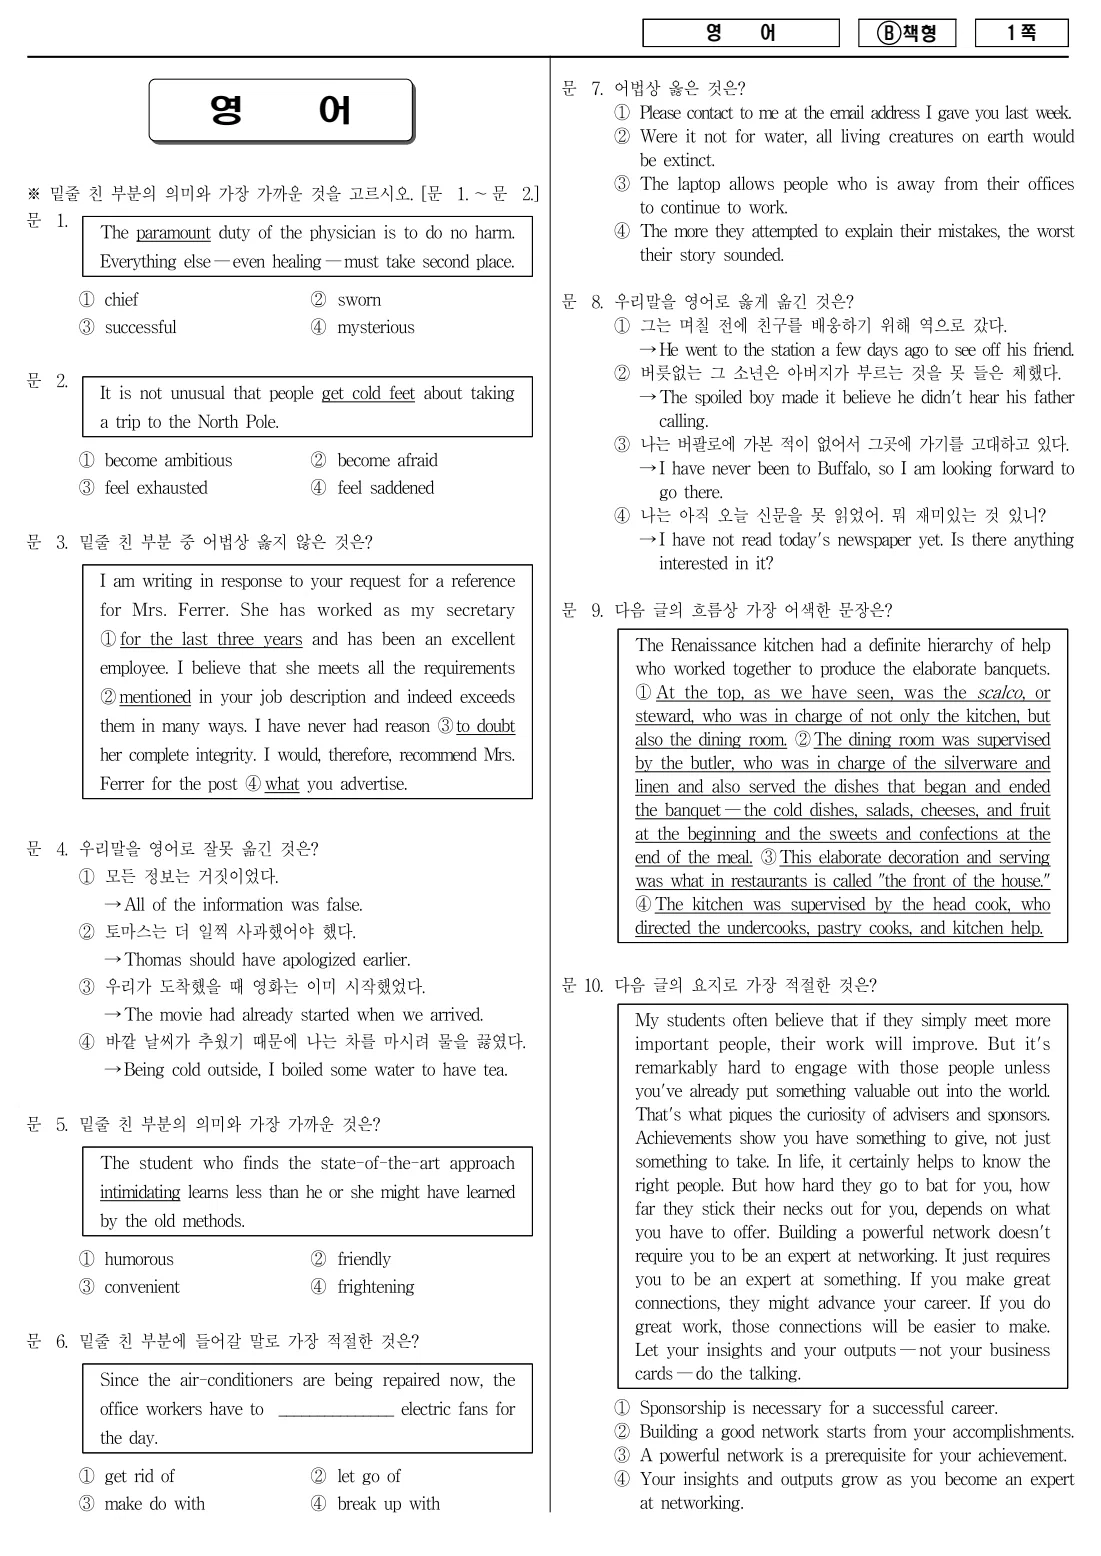 영 어
Ⓑ책형
1쪽
영 어
※ 밑줄 친 부분의 의미와 가장 가까운 것을 고르시오. [문 1. ~ 문 2.]
문 1.
The paramount duty of the physician is to do no harm.
Everything else—even healing—must take second place.
① chief
② sworn
③ successful
④ mysterious
문 2.
It is not unusual that people get cold feet about taking
a trip to the North Pole.
① become ambitious
② become afraid
③ feel exhausted
④ feel saddened
문 3. 밑줄 친 부분 중 어법상 옳지 않은 것은?
I am writing in response to your request for a reference
for Mrs. Ferrer. She has worked as my secretary
① for the last three years and has been an excellent
employee. I believe that she meets all the requirements
② mentioned in your job description and indeed exceeds
them in many ways. I have never had reason ③ to doubt
her complete integrity. I would, therefore, recommend Mrs.
Ferrer for the post ④ what you advertise.
문 4. 우리말을 영어로 잘못 옮긴 것은?
① 모든 정보는 거짓이었다.
→ All of the information was false.
② 토마스는 더 일찍 사과했어야 했다.
→ Thomas should have apologized earlier.
③ 우리가 도착했을 때 영화는 이미 시작했었다.
→ The movie had already started when we arrived.
④ 바깥 날씨가 추웠기 때문에 나는 차를 마시려 물을 끓였다.
→ Being cold outside, I boiled some water to have tea.
문 5. 밑줄 친 부분의 의미와 가장 가까운 것은?
The student who finds the state-of-the-art approach
intimidating learns less than he or she might have learned
by the old methods.
① humorous
② friendly
③ convenient
④ frightening
문 6. 밑줄 친 부분에 들어갈 말로 가장 적절한 것은?
Since the air-conditioners are being repaired now, the
office workers have to ______________ electric fans for
the day.
① get rid of
② let go of
③ make do with
④ break up with
문 7. 어법상 옳은 것은?
① Please contact to me at the email address I gave you last week.
② Were it not for water, all living creatures on earth would
be extinct.
③ The laptop allows people who is away from their offices
to continue to work.
④ The more they attempted to explain their mistakes, the worst
their story sounded.
문 8. 우리말을 영어로 옳게 옮긴 것은?
① 그는 며칠 전에 친구를 배웅하기 위해 역으로 갔다.
→ He went to the station a few days ago to see off his friend.
② 버릇없는 그 소년은 아버지가 부르는 것을 못 들은 체했다.
→ The spoiled boy made it believe he didn't hear his father
calling.
③ 나는 버팔로에 가본 적이 없어서 그곳에 가기를 고대하고 있다.
→ I have never been to Buffalo, so I am looking forward to
go there.
④ 나는 아직 오늘 신문을 못 읽었어. 뭐 재미있는 것 있니?
→ I have not read today's newspaper yet. Is there anything
interested in it?
문 9. 다음 글의 흐름상 가장 어색한 문장은?
The Renaissance kitchen had a definite hierarchy of help
who worked together to produce the elaborate banquets.
① At the top, as we have seen, was the scalco, or
steward, who was in charge of not only the kitchen, but
also the dining room. ② The dining room was supervised
by the butler, who was in charge of the silverware and
linen and also served the dishes that began and ended
the banquet—the cold dishes, salads, cheeses, and fruit
at the beginning and the sweets and confections at the
end of the meal. ③ This elaborate decoration and serving
was what in restaurants is called "the front of the house."
④ The kitchen was supervised by the head cook, who
directed the undercooks, pastry cooks, and kitchen help.
문 10. 다음 글의 요지로 가장 적절한 것은?
My students often believe that if they simply meet more
important people, their work will improve. But it's
remarkably hard to engage with those people unless
you've already put something valuable out into the world.
That's what piques the curiosity of advisers and sponsors.
Achievements show you have something to give, not just
something to take. In life, it certainly helps to know the
right people. But how hard they go to bat for you, how
far they stick their necks out for you, depends on what
you have to offer. Building a powerful network doesn't
require you to be an expert at networking. It just requires
you to be an expert at something. If you make great
connections, they might advance your career. If you do
great work, those connections will be easier to make.
Let your insights and your outputs—not your business
cards—do the talking.
① Sponsorship is necessary for a successful career.
② Building a good network starts from your accomplishments.
③ A powerful network is a prerequisite for your achievement.
④ Your insights and outputs grow as you become an expert
at networking.